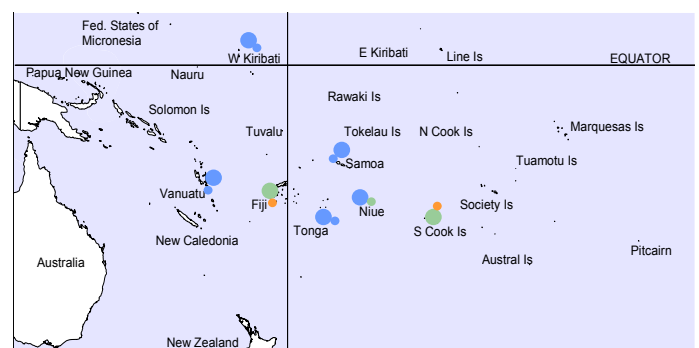 Fed. States of
Micronesia
W Kiribati
E Kiribati
Line Is
EQUATOR
Papua New Guinea
Nauru
Rawaki Is
Solomon Is
Tuvalu
Tokelau Is
N Cook Is
Marquesas Is
Samoa
Tuamotu Is
Vanuatu
Fiji
Niue
Society Is
New Caledonia
Tonga
S Cook Is
Pitcairn
Australia
Austral Is
New Zealand